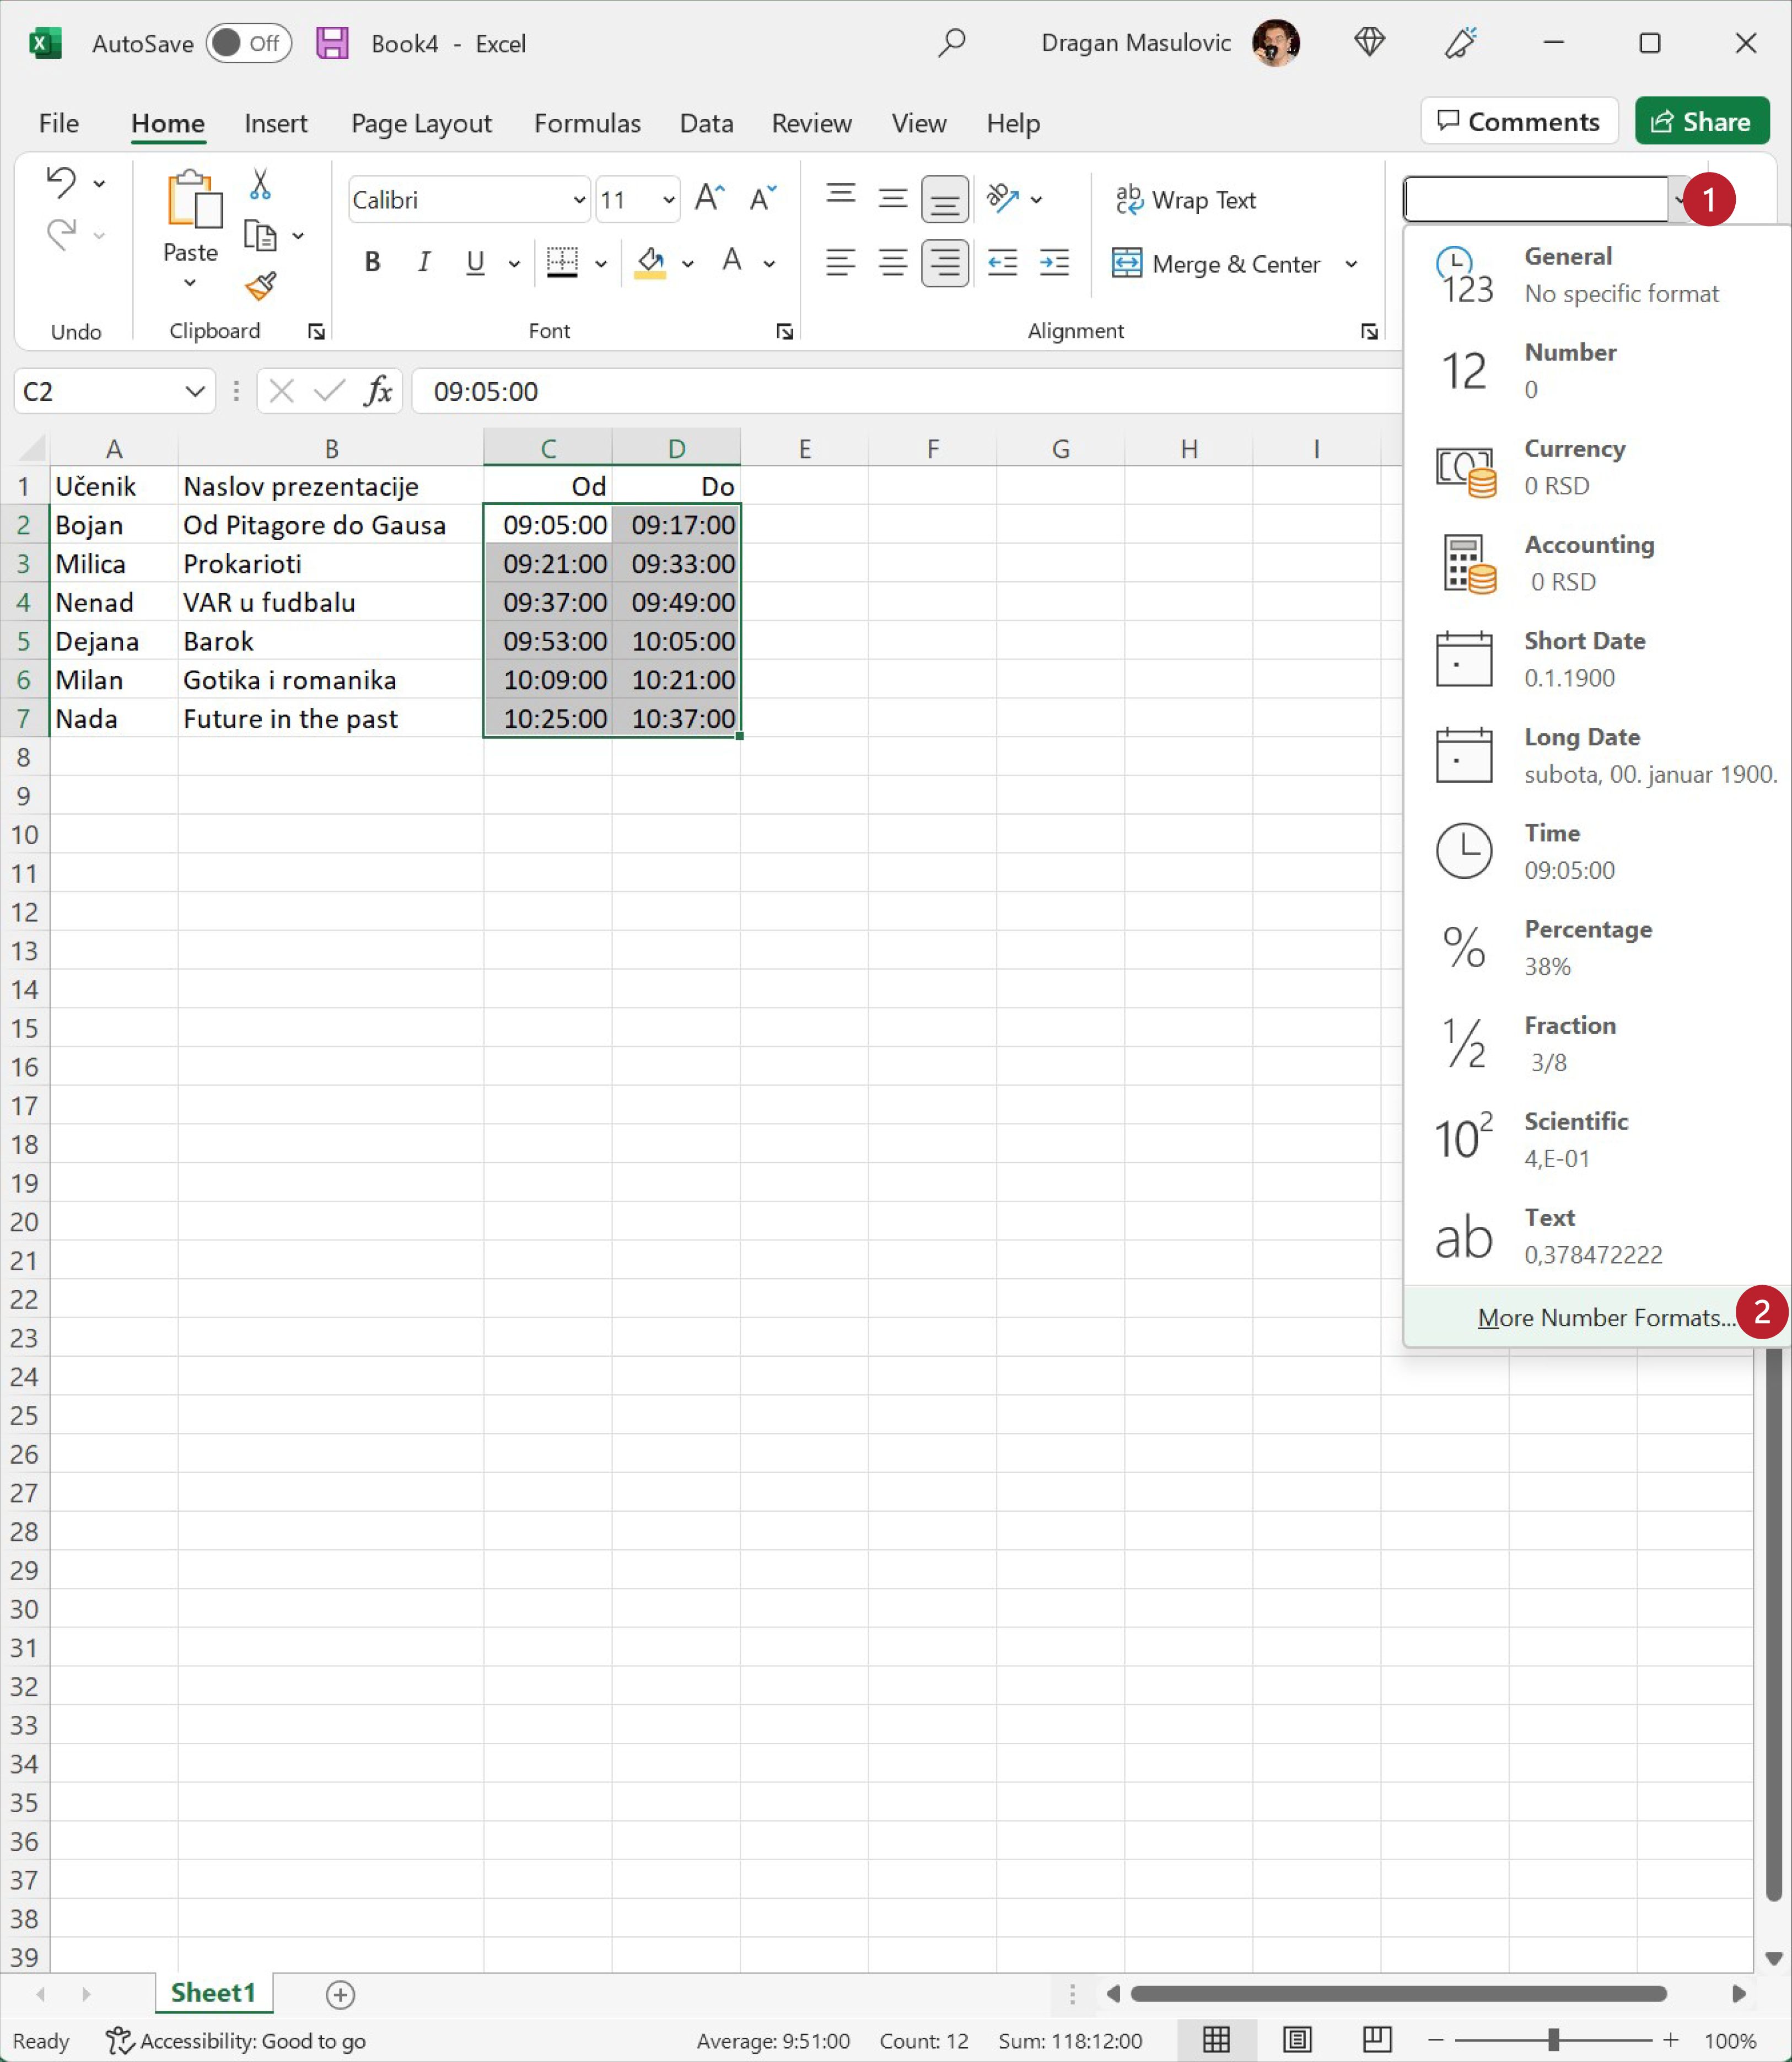 AutoSave Off Book4 - Excel Dragan Masulovic
File Home Insert Page Layout Formulas Data Review View Help Comments Share
Calibri 11 Wrap Text 1
Paste B I U A Merge & Center
Undo Clipboard Font Alignment
C2 fx 09:05:00
General
No specific format
Number
0
Currency
0 RSD
Accounting
0 RSD
Short Date
0.1.1900
Long Date
subota, 00. januar 1900.
Time
09:05:00
Percentage
38%
Fraction
3/8
Scientific
4,E-01
Text
0,378472222
More Number Formats... 2
A B C D E F G H I
1 Učenik Naslov prezentacije Od Do
2 Bojan Od Pitagore do Gausa 09:05:00 09:17:00
3 Milica Prokarioti 09:21:00 09:33:00
4 Nenad VAR u fudbalu 09:37:00 09:49:00
5 Dejana Barok 09:53:00 10:05:00
6 Milan Gotika i romanika 10:09:00 10:21:00
7 Nada Future in the past 10:25:00 10:37:00
8
9
10
11
12
13
14
15
16
17
18
19
20
21
22
23
24
25
26
27
28
29
30
31
32
33
34
35
36
37
38
39
Sheet1
Ready Accessibility: Good to go Average: 9:51:00 Count: 12 Sum: 118:12:00 100%